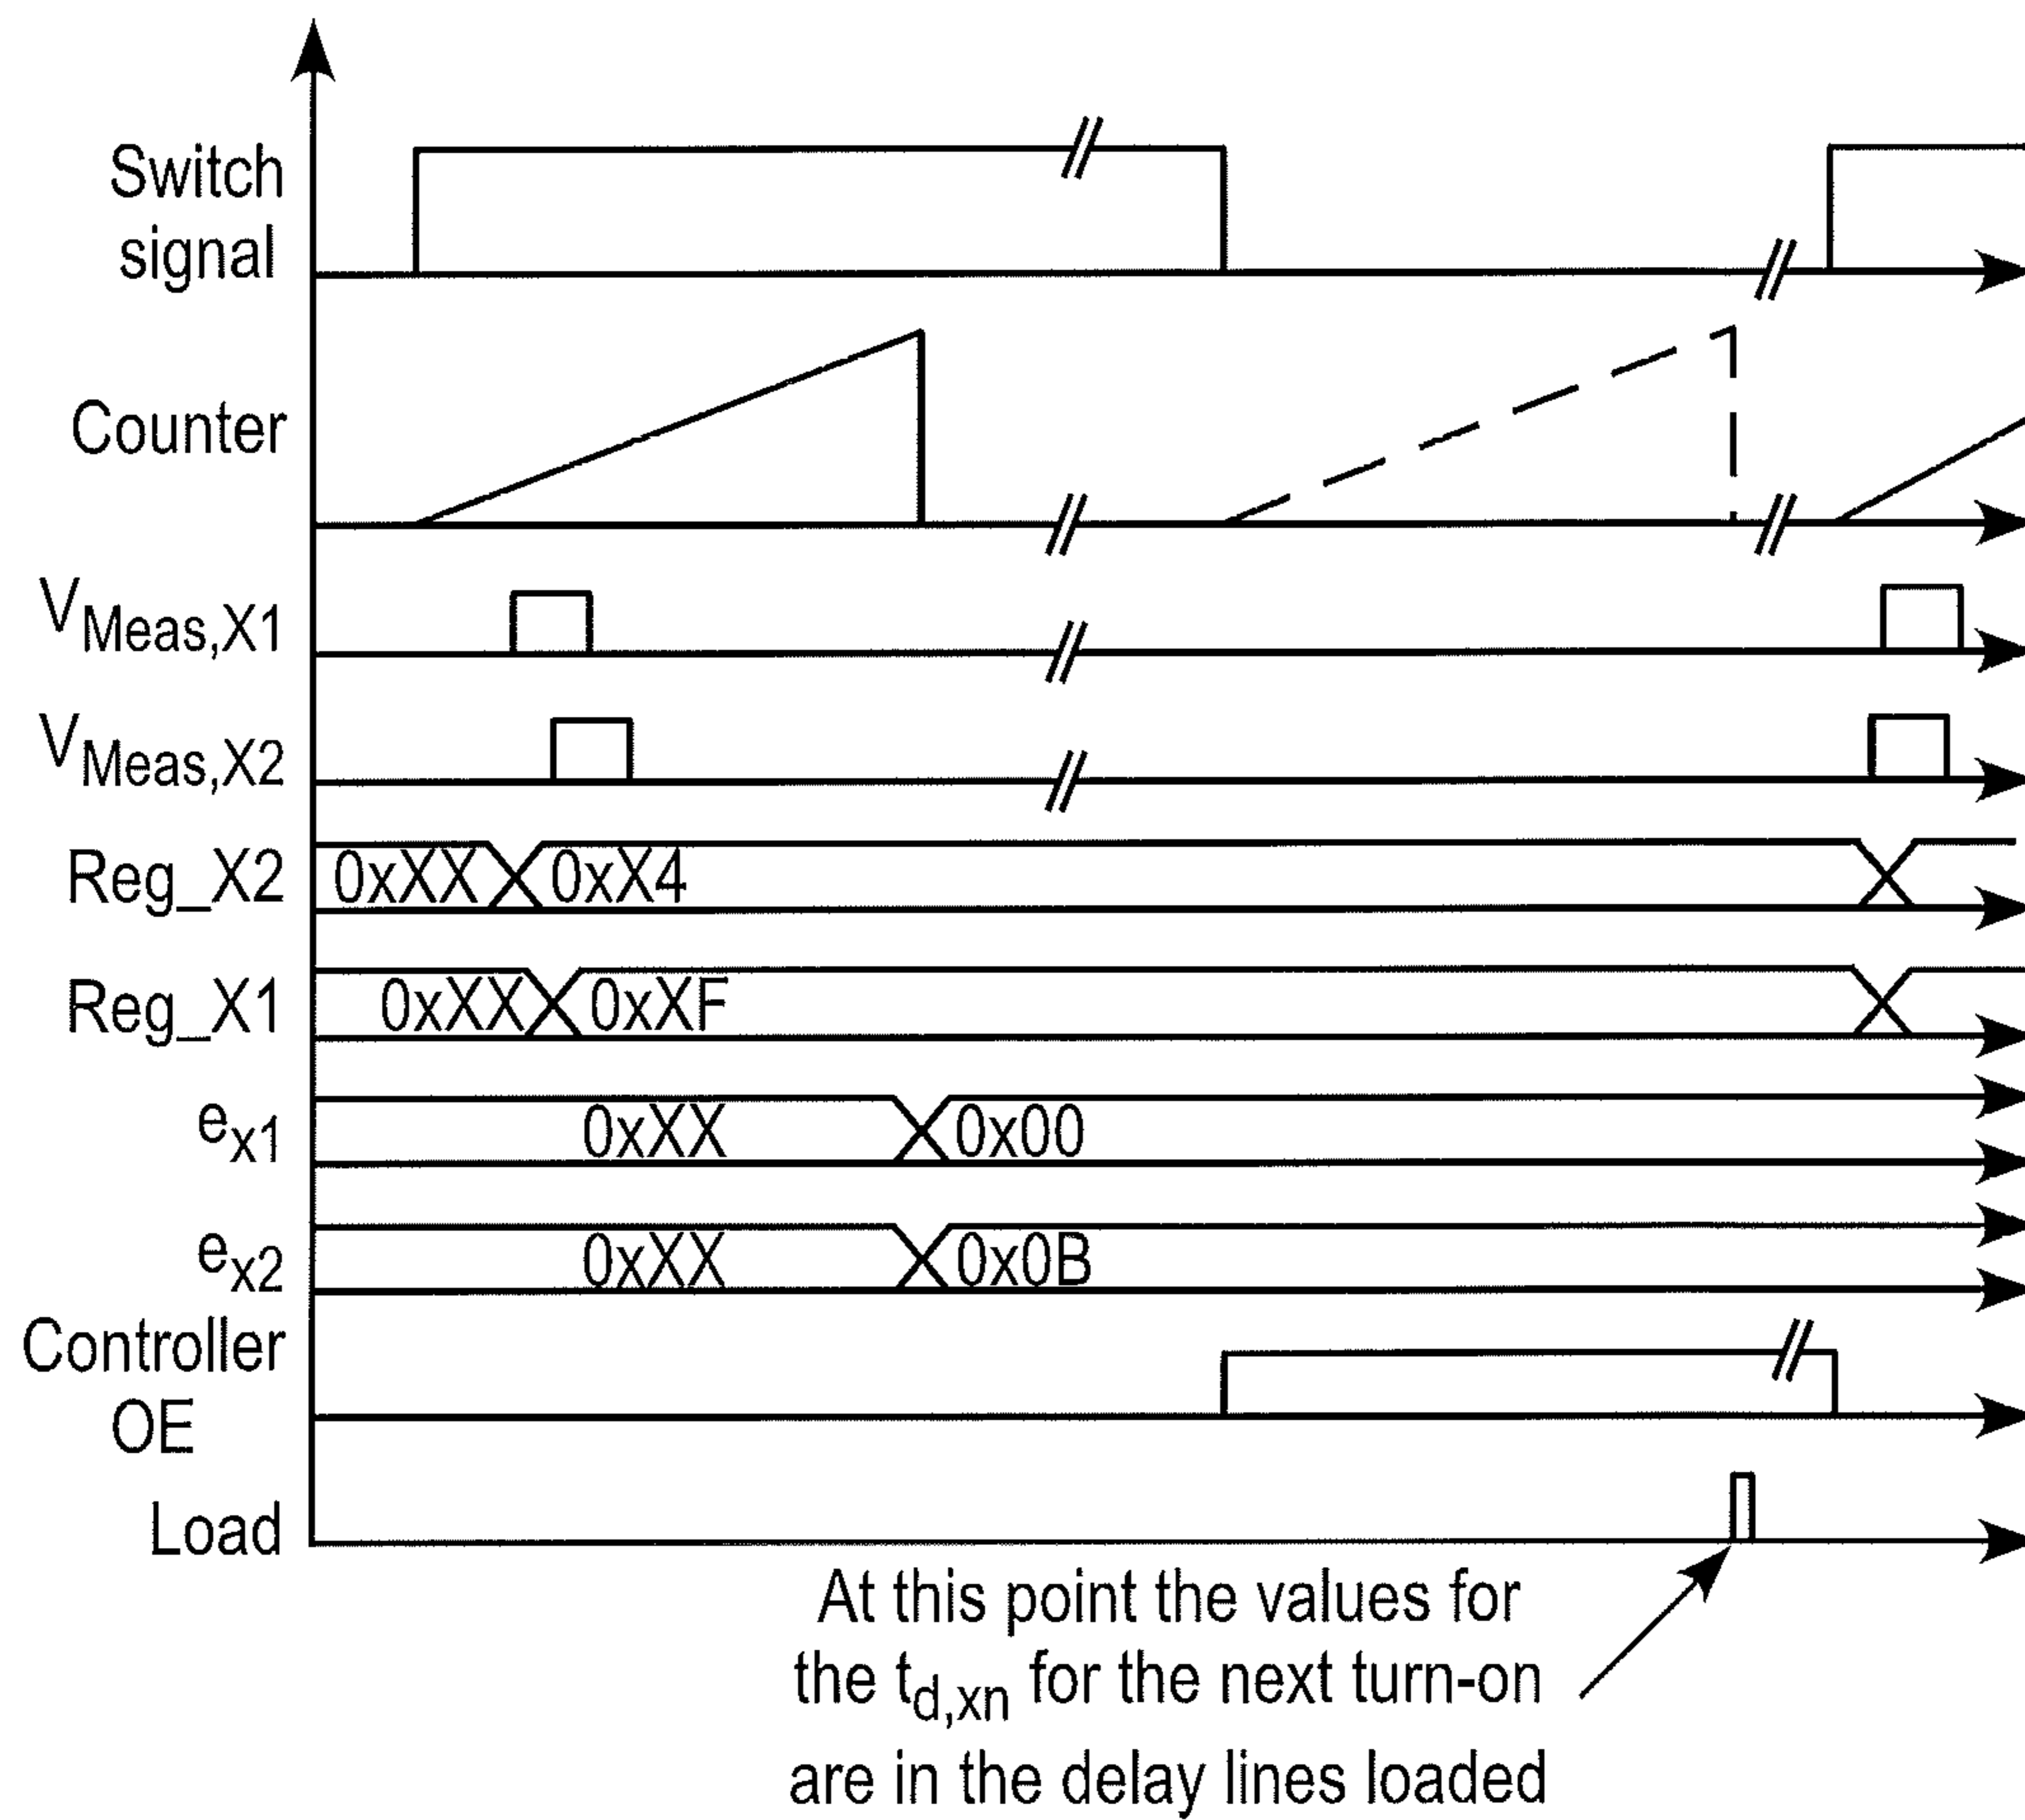 Switch
signal
Counter
VMeas,X1
VMeas,X2
Reg_X2 0xXX 0xX4
Reg_X1 0xXX 0xXF
ex1 0xXX 0x00
ex2 0xXX 0x0B
Controller
OE
Load
At this point the values for
the td,xn for the next turn-on
are in the delay lines loaded